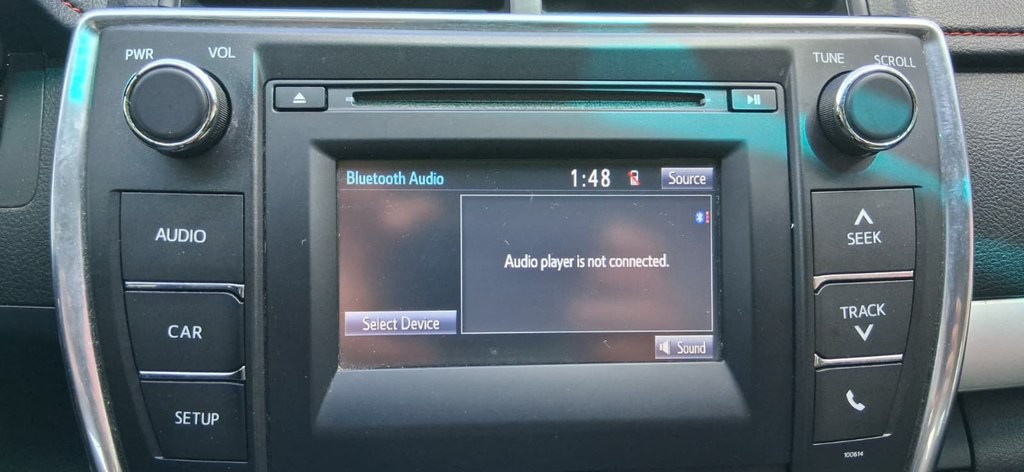 PWR VOL
TUNE SCROLL
Bluetooth Audio 1:48 Source
AUDIO
SEEK
Audio player is not connected.
CAR
TRACK
Select Device
Sound
SETUP
100614